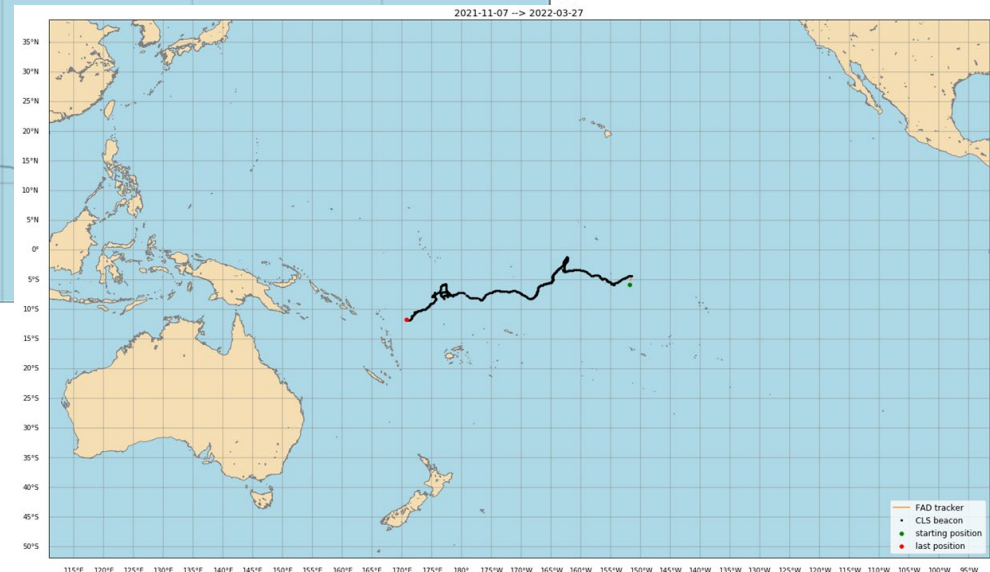 2021-11-07 --> 2022-03-27
35°N
30°N
25°N
20°N
15°N
10°N
5°N
0°
5°S
10°S
15°S
20°S
25°S
30°S
35°S
40°S
45°S
50°S
115°E 120°E 125°E 130°E 135°E 140°E 145°E 150°E 155°E 160°E 165°E 170°E 175°E 180° 175°W 170°W 165°W 160°W 155°W 150°W 145°W 140°W 135°W 130°W 125°W 120°W 115°W 110°W 105°W 100°W 95°W
FAD tracker
CLS beacon
starting position
last position